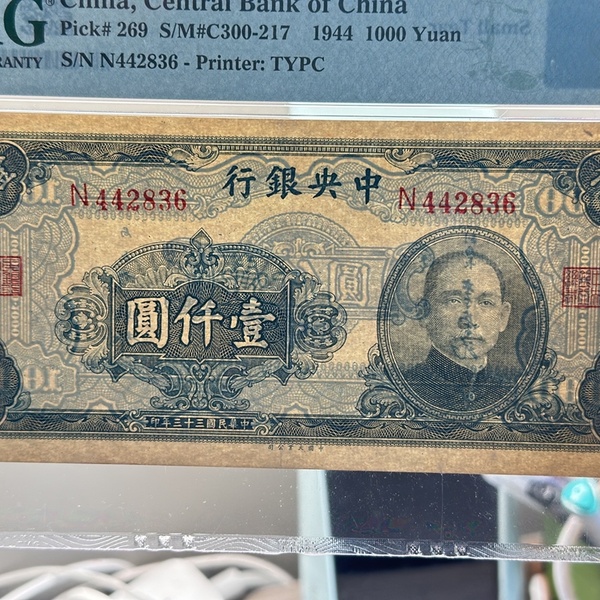 China, Central Bank of China
Pick# 269 S/M#C300-217 1944 1000 Yuan
S/N N442836 - Printer: TYPC
行銀央中
N442836
N442836
圓仟壹
印年三十三國民華中